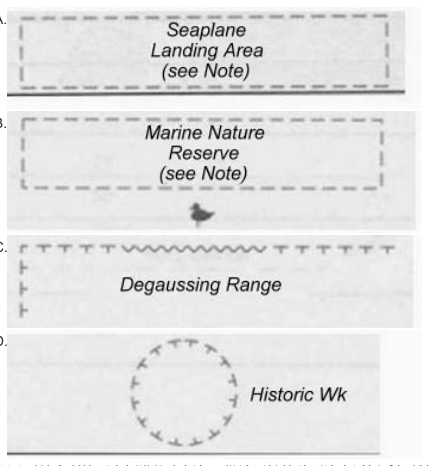 A.
Seaplane
Landing Area
(see Note)
B.
Marine Nature
Reserve
(see Note)
C.
Degaussing Range
D.
Historic Wk